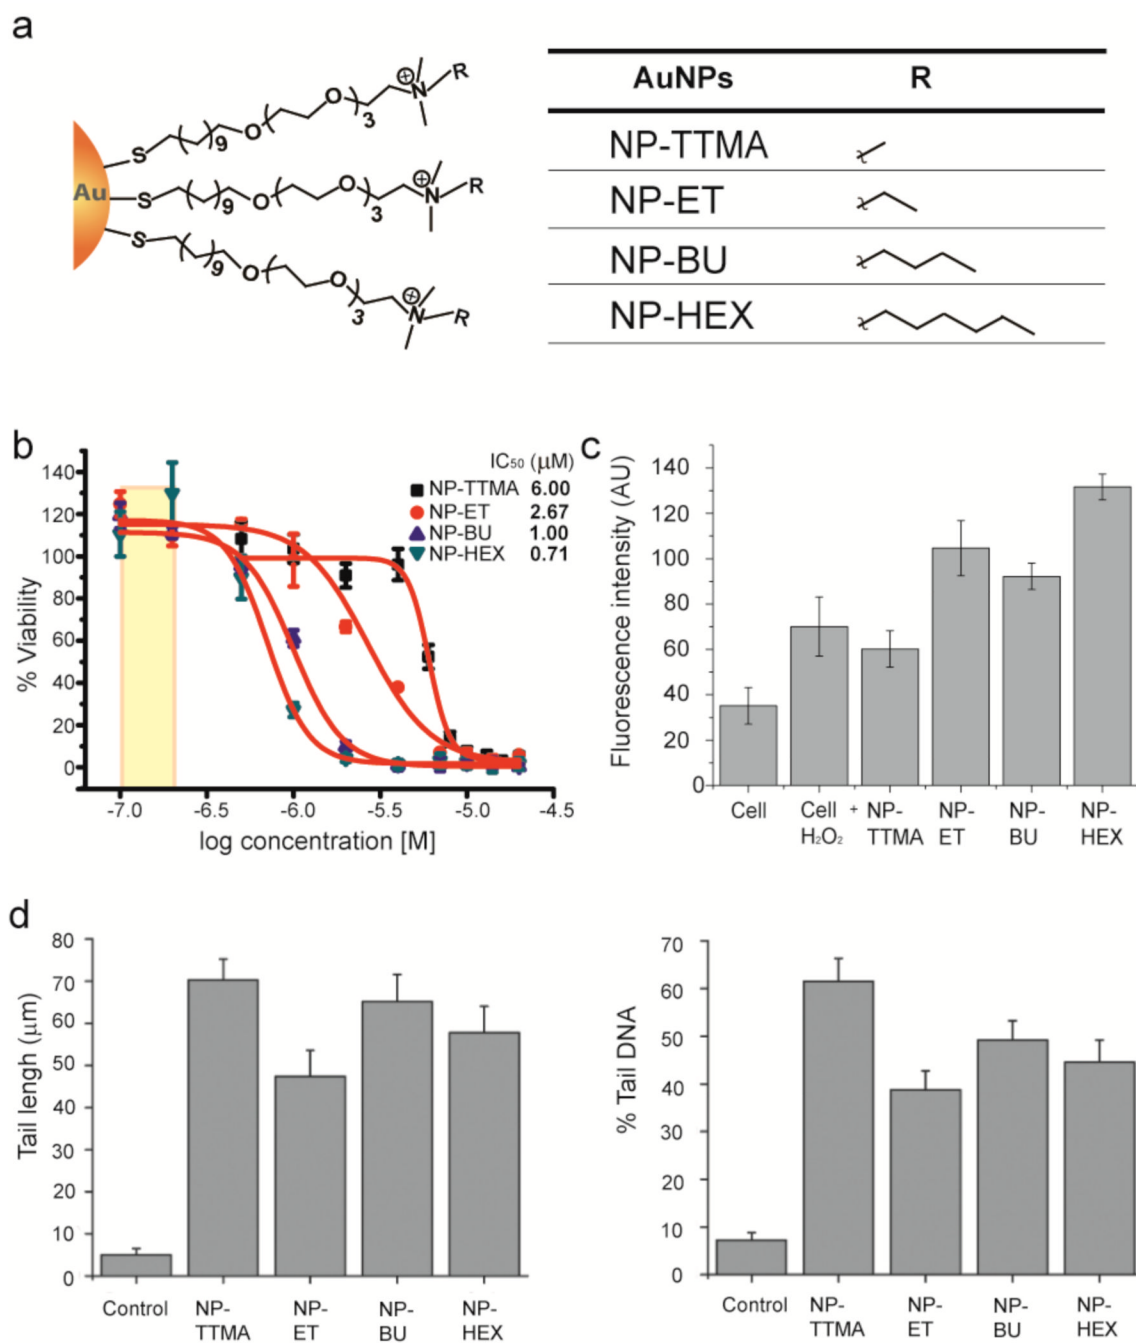 a
AuNPs R
Au
S ( ) 9 O ( O ) 3 N ⊕ R
S ( ) 9 O ( O ) 3 N ⊕ R
S ( ) 9 O ( O ) 3 N ⊕ R
NP-TTMA
NP-ET
NP-BU
NP-HEX
b
IC₅₀ (μM)
NP-TTMA 6.00
NP-ET 2.67
NP-BU 1.00
NP-HEX 0.71
% Viability
140
120
100
80
60
40
20
0
-7.0 -6.5 -6.0 -5.5 -5.0 -4.5
log concentration [M]
c
Fluorescence intensity (AU)
140
120
100
80
60
40
20
0
Cell Cell + NP- NP- NP- NP-
H₂O₂ TTMA ET BU HEX
d
Tail lengh (μm)
80
70
60
50
40
30
20
10
0
Control NP- NP- NP- NP-
TTMA ET BU HEX
% Tail DNA
70
60
50
40
30
20
10
0
Control NP- NP- NP- NP-
TTMA ET BU HEX